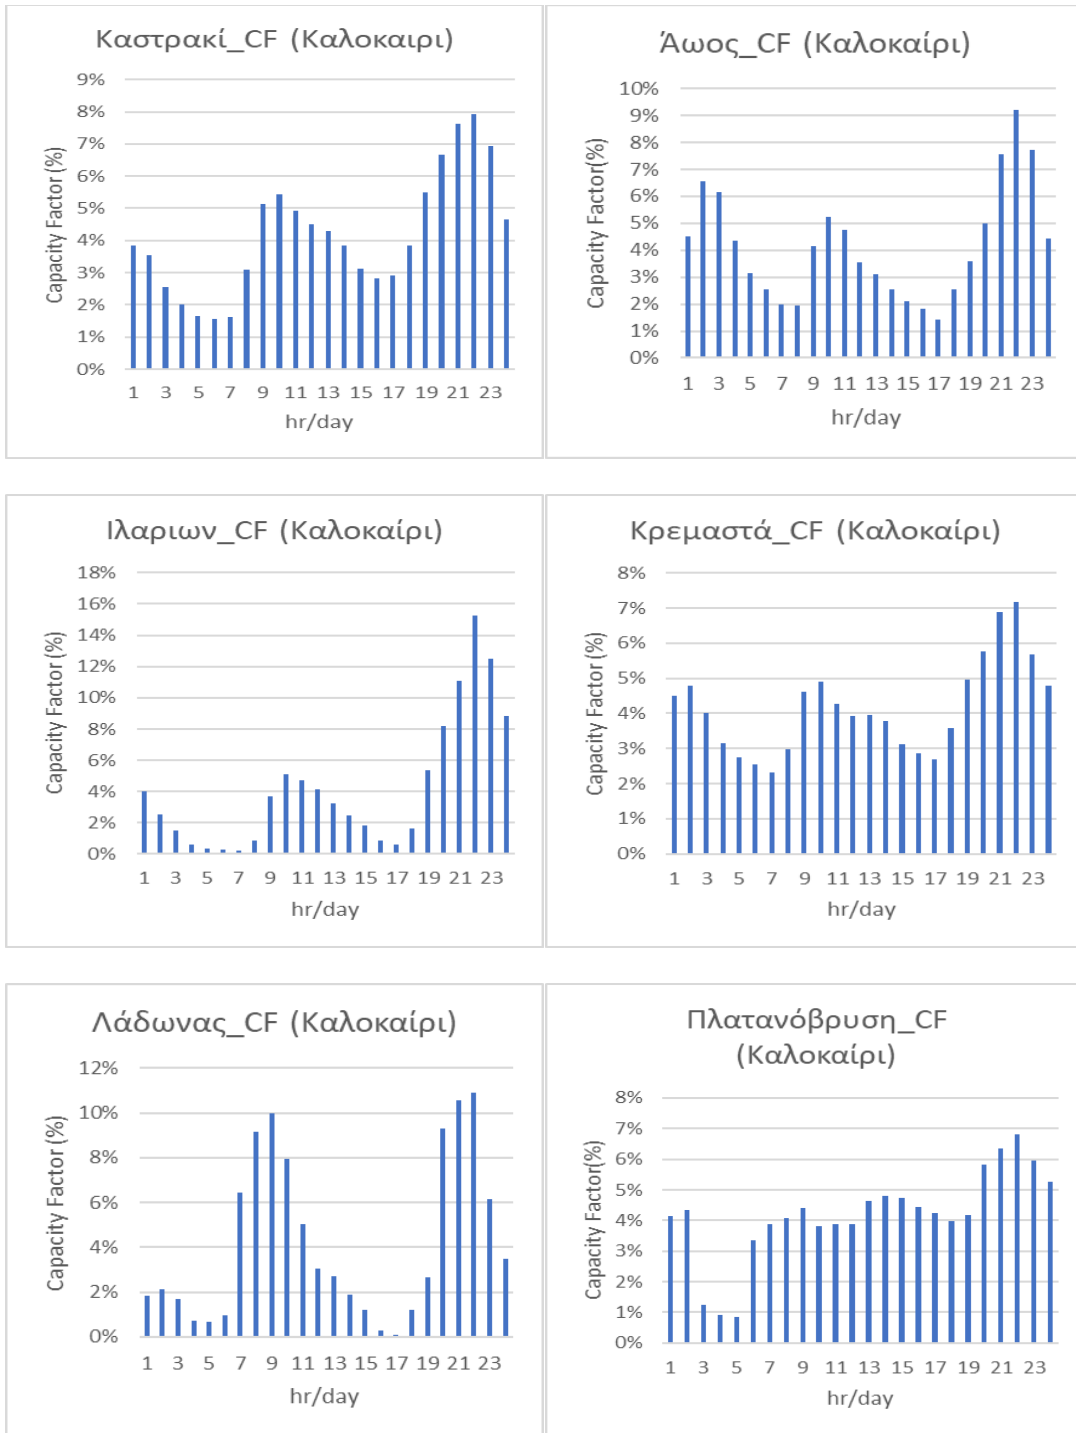 Καστρακί_CF (Καλοκαιρι)
9%
8%
7%
6%
5%
4%
3%
2%
1%
0%
Capacity Factor (%)
1 3 5 7 9 11 13 15 17 19 21 23
hr/day
Άωος_CF (Καλοκαίρι)
10%
9%
8%
7%
6%
5%
4%
3%
2%
1%
0%
Capacity Factor(%)
1 3 5 7 9 11 13 15 17 19 21 23
hr/day
Ιλαριων_CF (Καλοκαίρι)
18%
16%
14%
12%
10%
8%
6%
4%
2%
0%
Capacity Factor (%)
1 3 5 7 9 11 13 15 17 19 21 23
hr/day
Κρεμαστά_CF (Καλοκαίρι)
8%
7%
6%
5%
4%
3%
2%
1%
0%
Capacity Factor (%)
1 3 5 7 9 11 13 15 17 19 21 23
hr/day
Λάδωνας_CF (Καλοκαίρι)
12%
10%
8%
6%
4%
2%
0%
Capacity Factor (%)
1 3 5 7 9 11 13 15 17 19 21 23
hr/day
Πλατανόβρυση_CF
(Καλοκαίρι)
8%
7%
6%
5%
4%
3%
2%
1%
0%
Capacity Factor(%)
1 3 5 7 9 11 13 15 17 19 21 23
hr/day